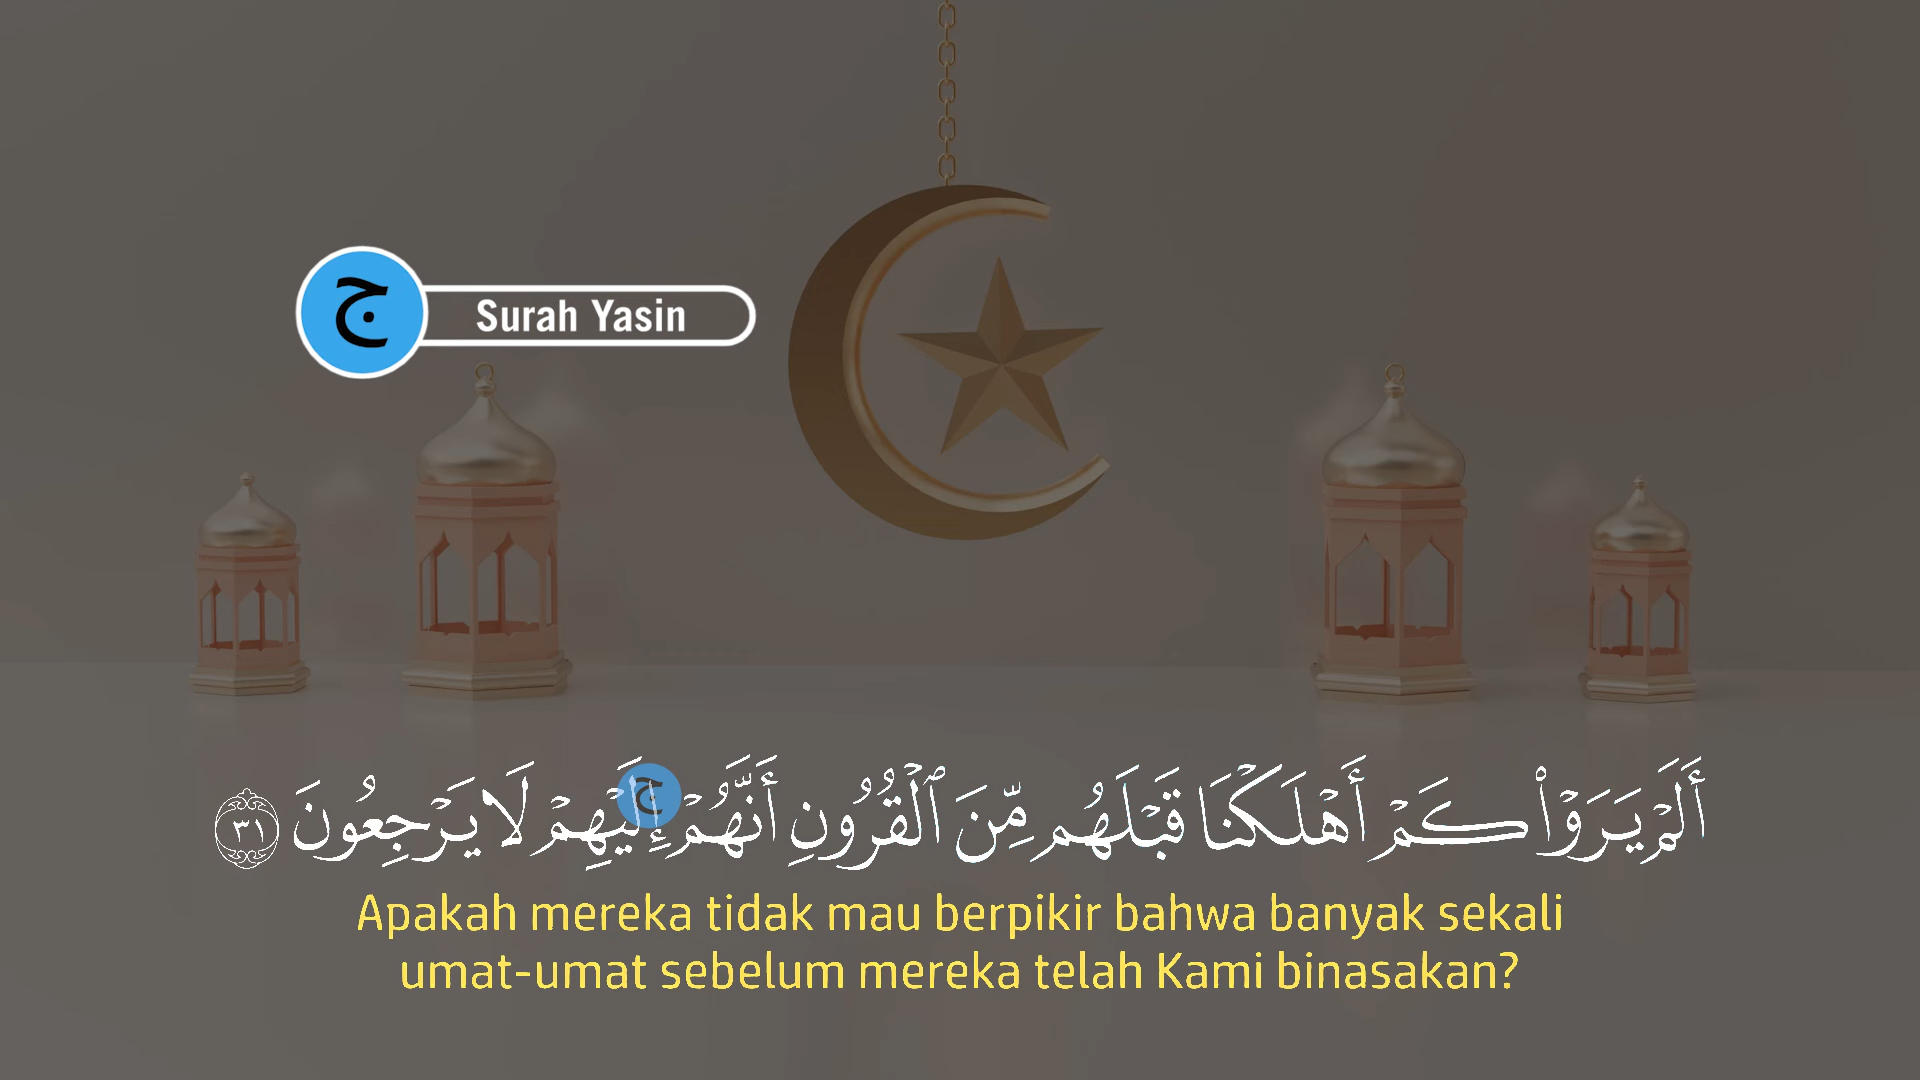 ج
Surah Yasin
أَلَمْ يَرَوْا۟ كَمْ أَهْلَكْنَا قَبْلَهُم مِّنَ ٱلْقُرُونِ أَنَّهُمْ إِلَيْهِمْ لَا يَرْجِعُونَ ٣١
ج
Apakah mereka tidak mau berpikir bahwa banyak sekali
umat-umat sebelum mereka telah Kami binasakan?